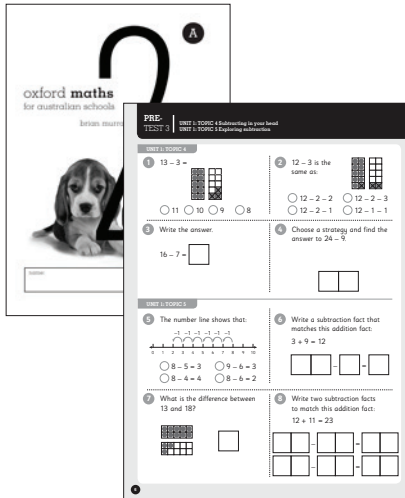 A
2
oxford maths
for australian schools
brian murra
PRE-
TEST 3
UNIT 1: TOPIC 4 Subtracting in your head
UNIT 1: TOPIC 5 Exploring subtraction
UNIT 1: TOPIC 4
1 13 – 3 =
11 10 9 8
2 12 – 3 is the
same as:
12 – 2 – 2 12 – 2 – 3
12 – 2 – 1 12 – 1 – 1
3 Write the answer.
16 – 7 =
4 Choose a strategy and find the
answer to 24 – 9.
UNIT 1: TOPIC 5
5 The number line shows that:
–1 –1 –1 –1 –1 –1
0 1 2 3 4 5 6 7 8 9 10
8 – 5 = 3 9 – 6 = 3
8 – 4 = 4 8 – 6 = 2
6 Write a subtraction fact that
matches this addition fact:
3 + 9 = 12
– =
7 What is the difference between
13 and 18?
8 Write two subtraction facts
to match this addition fact:
12 + 11 = 23
– =
– =